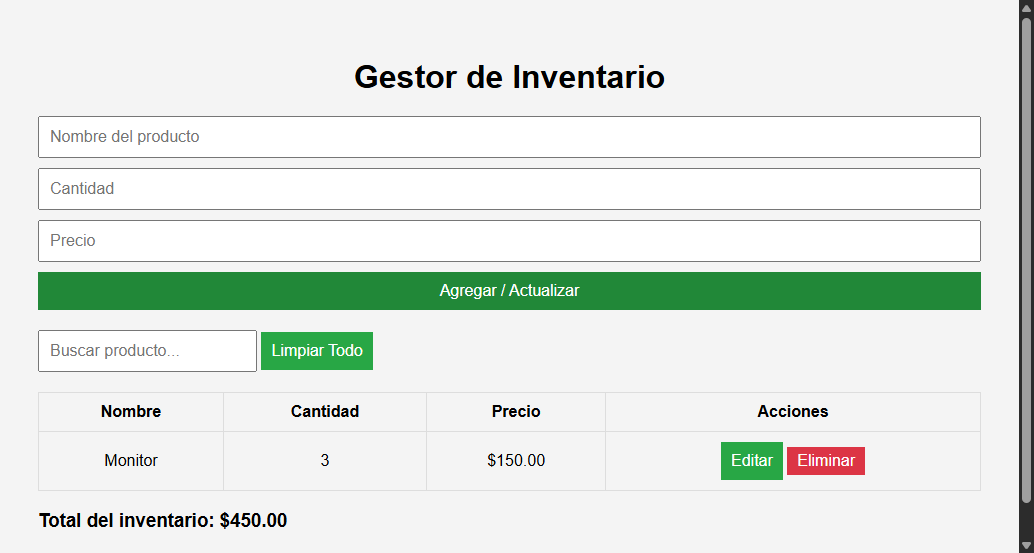 Gestor de Inventario
Nombre del producto
Cantidad
Precio
Agregar / Actualizar
Buscar producto... Limpiar Todo
Nombre Cantidad Precio Acciones
Monitor 3 $150.00 Editar Eliminar
Total del inventario: $450.00